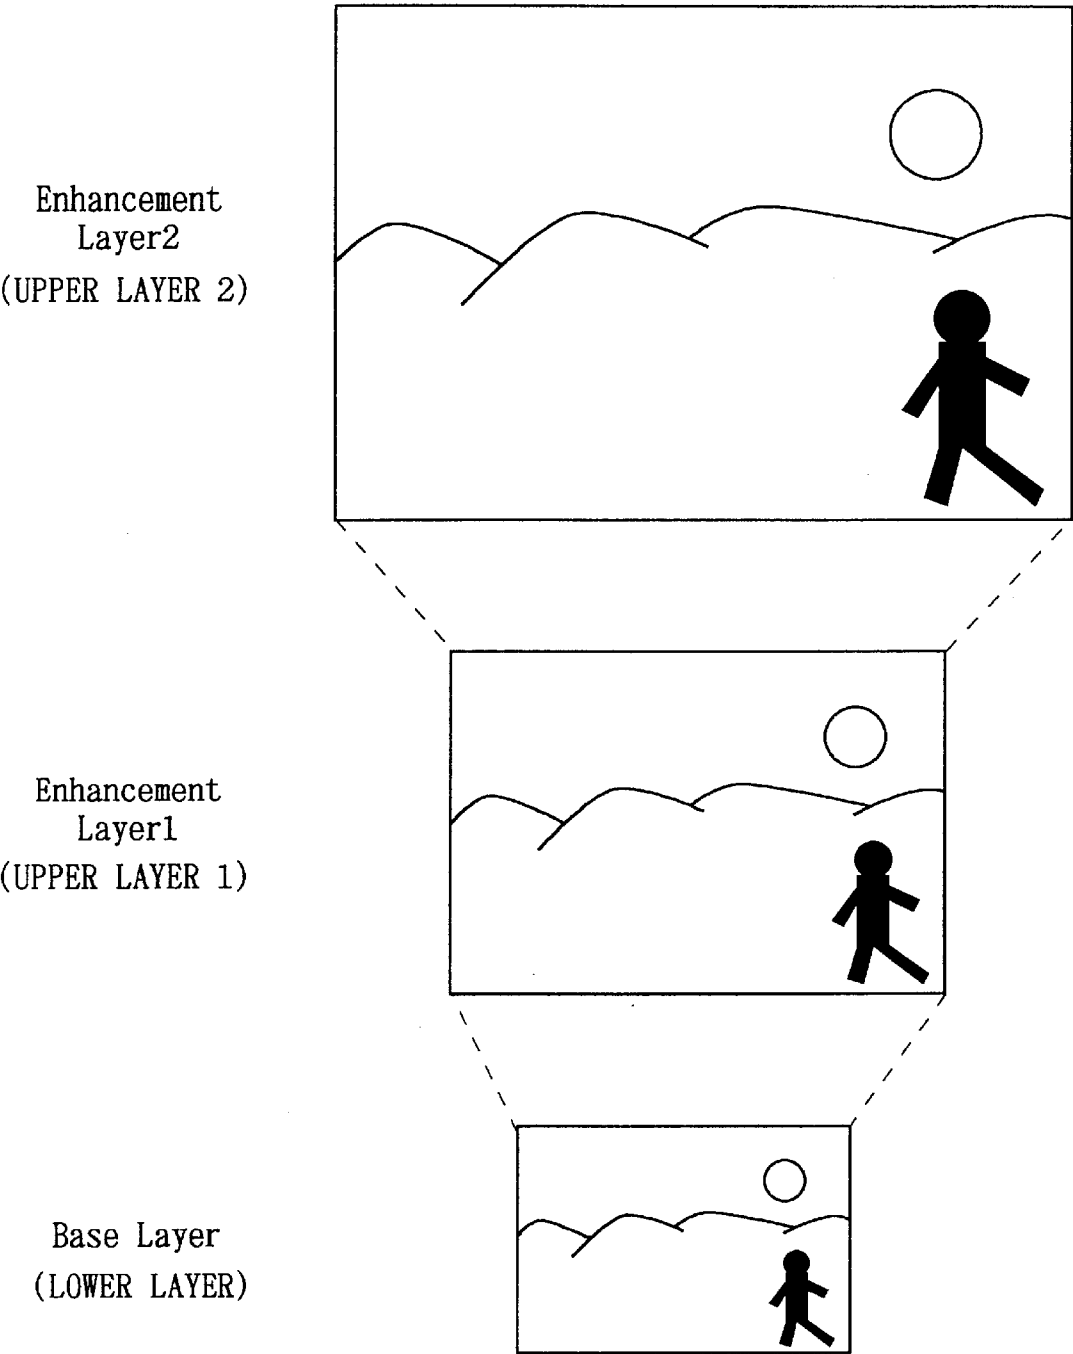 Enhancement
Layer2
(UPPER LAYER 2)
Enhancement
Layer1
(UPPER LAYER 1)
Base Layer
(LOWER LAYER)